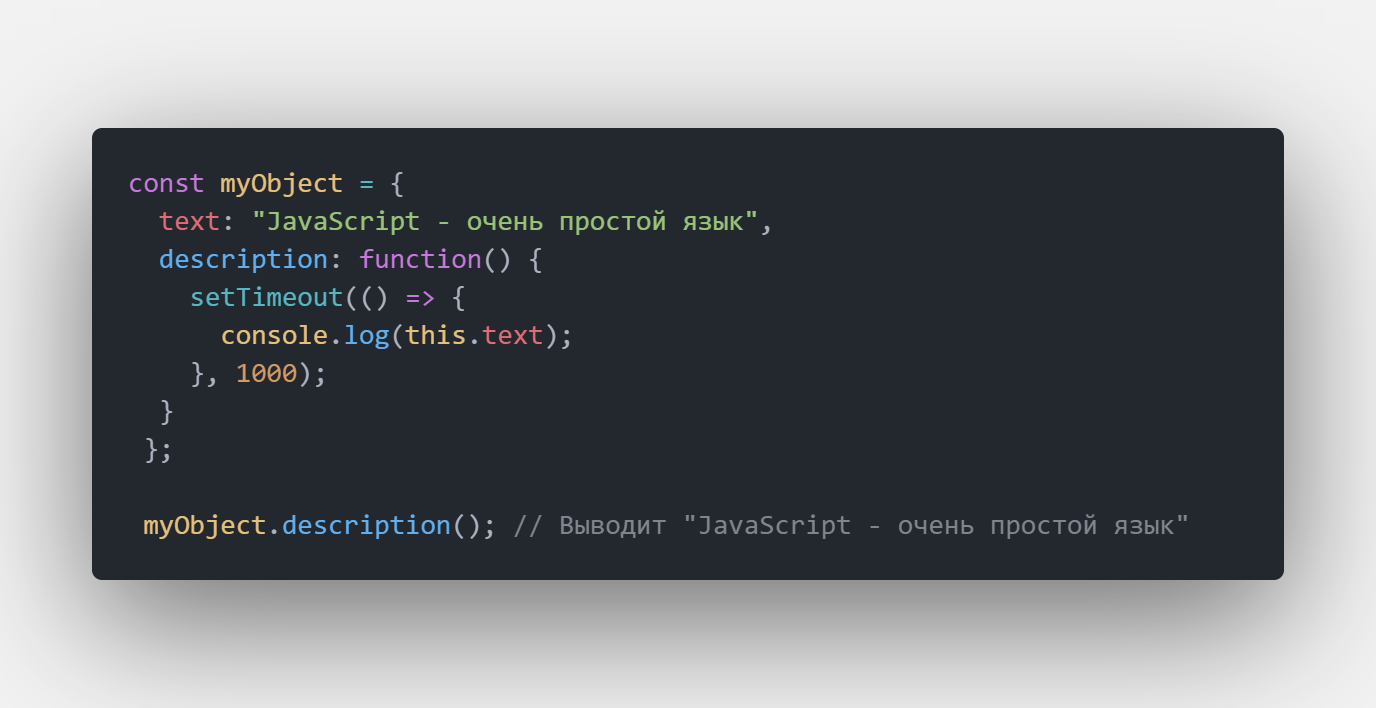 const myObject = {
  text: "JavaScript - очень простой язык",
  description: function() {
    setTimeout(() => {
      console.log(this.text);
    }, 1000);
  }
 };

 myObject.description(); // Выводит "JavaScript - очень простой язык"